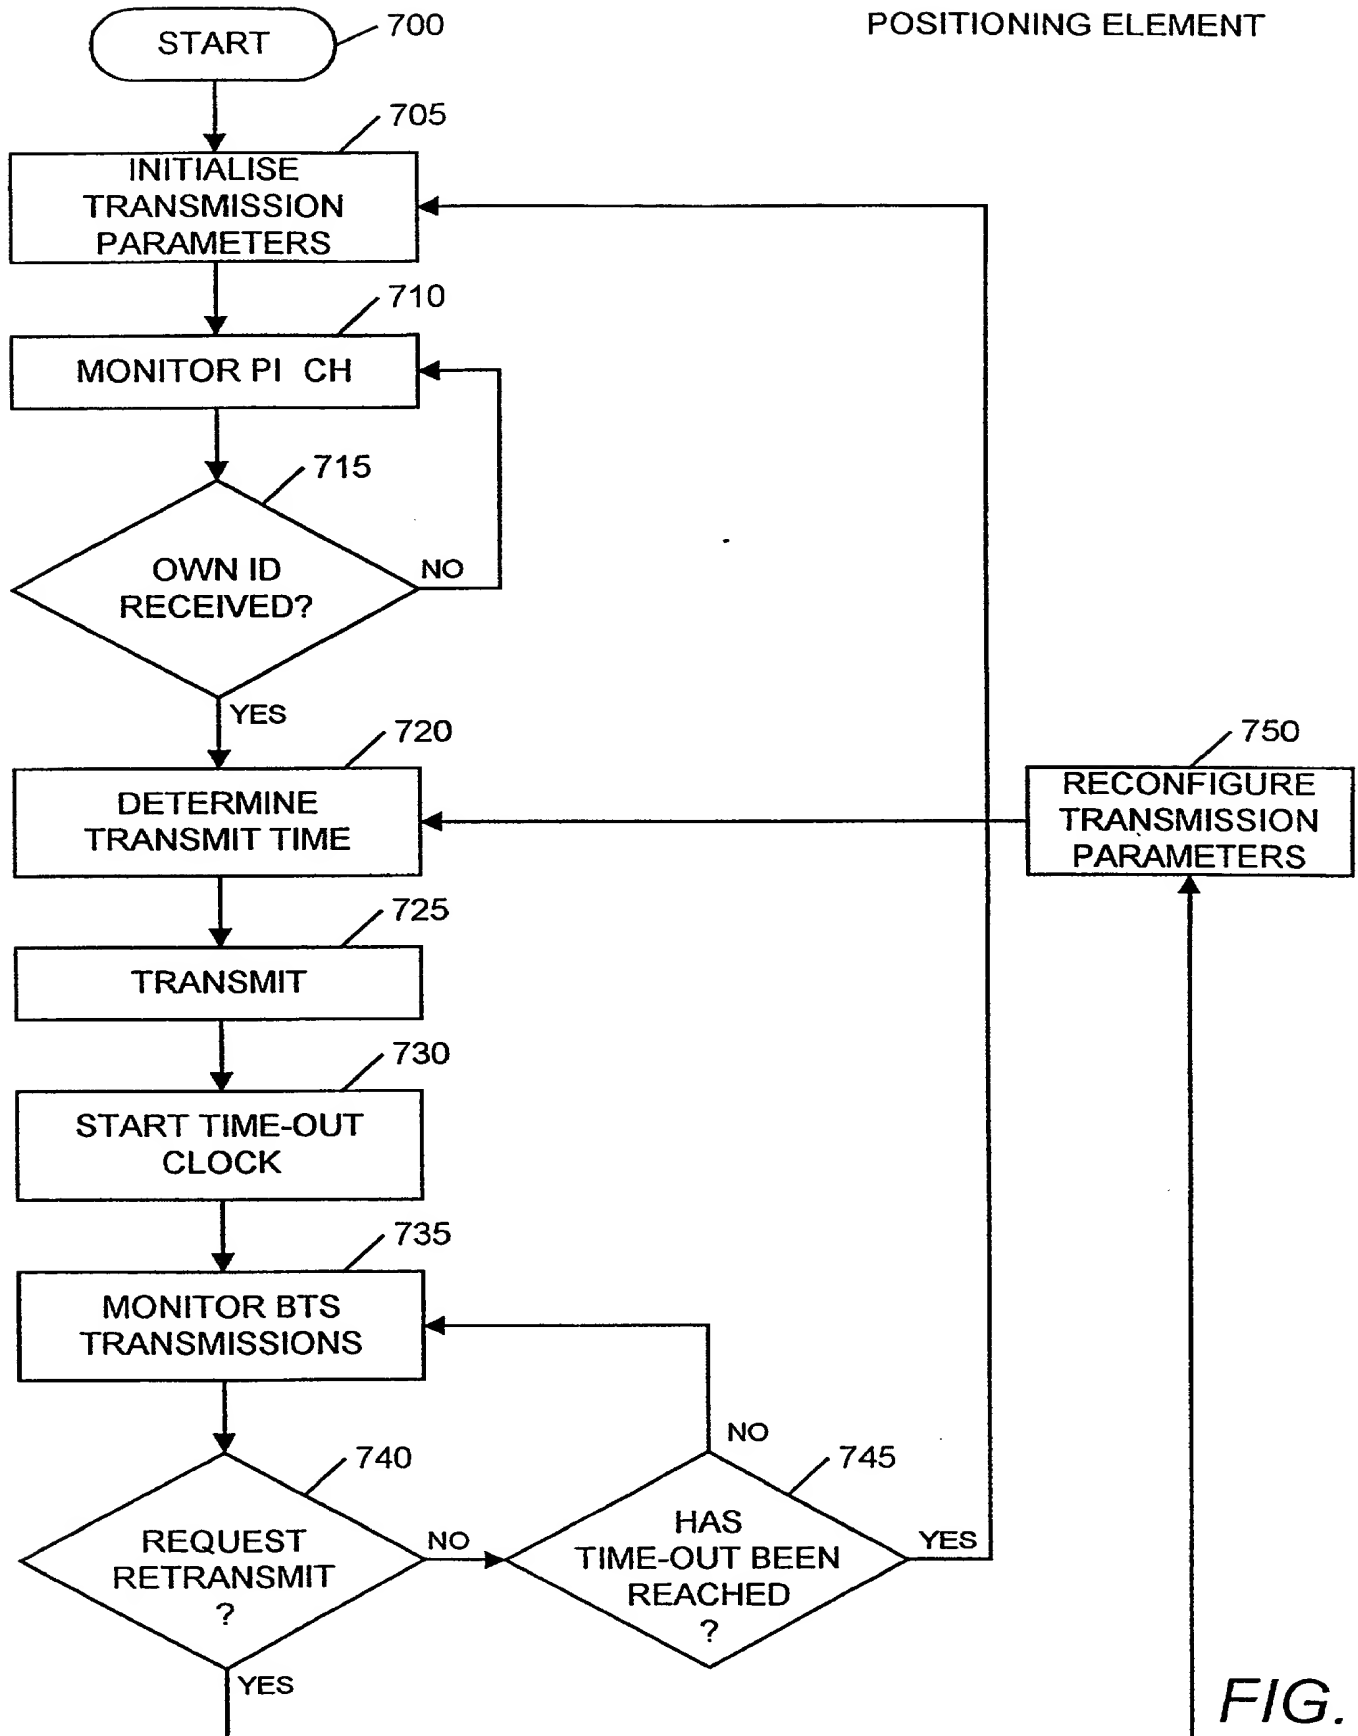 START
700
POSITIONING ELEMENT
705
INITIALISE
TRANSMISSION
PARAMETERS
710
MONITOR PI CH
715
OWN ID
RECEIVED?
NO
YES
720
DETERMINE
TRANSMIT TIME
750
RECONFIGURE
TRANSMISSION
PARAMETERS
725
TRANSMIT
730
START TIME-OUT
CLOCK
735
MONITOR BTS
TRANSMISSIONS
740
REQUEST
RETRANSMIT
?
NO
YES
745
HAS
TIME-OUT BEEN
REACHED
?
NO
YES
FIG.